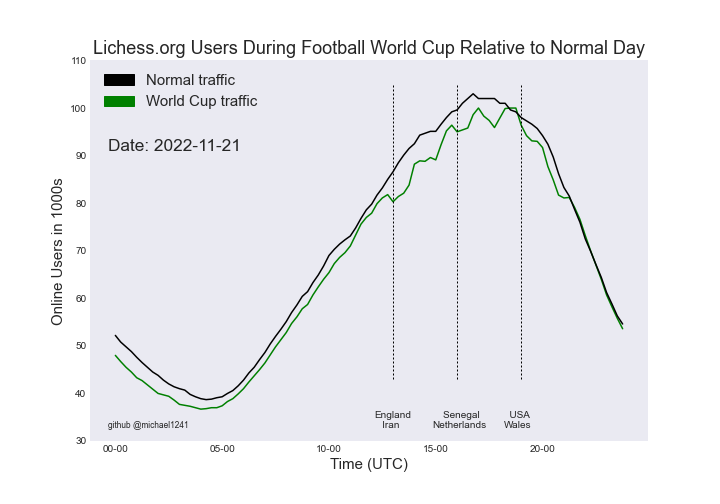 Lichess.org Users During Football World Cup Relative to Normal Day
110
100
90
80
70
60
50
40
30
Online Users in 1000s
Normal traffic
World Cup traffic
Date: 2022-11-21
England
Iran
Senegal
Netherlands
USA
Wales
github @michael1241
00-00 05-00 10-00 15-00 20-00
Time (UTC)